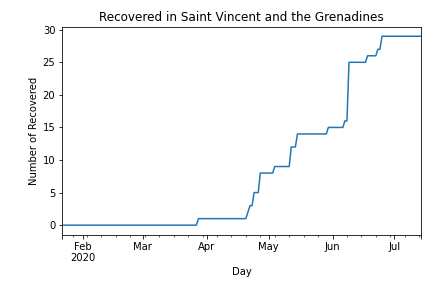 Recovered in Saint Vincent and the Grenadines
30
25
20
15
10
5
0
Number of Recovered
Feb Mar Apr May Jun Jul
2020
Day